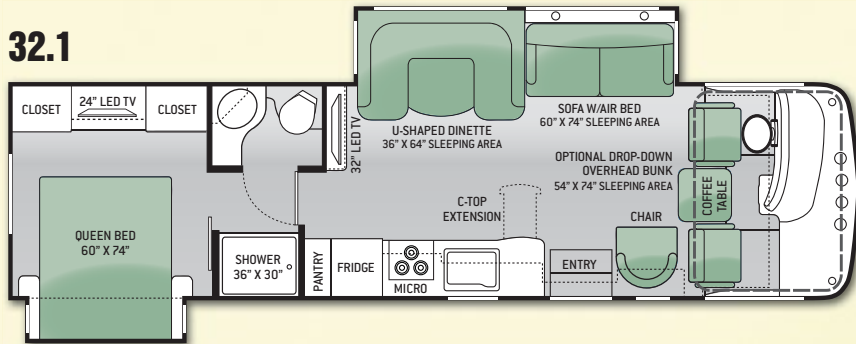 32.1
CLOSET
24" LED TV
CLOSET
32" LED TV
U-SHAPED DINETTE
36" X 64" SLEEPING AREA
SOFA W/AIR BED
60" X 74" SLEEPING AREA
OPTIONAL DROP-DOWN
OVERHEAD BUNK
54" X 74" SLEEPING AREA
COFFEE
TABLE
C-TOP
EXTENSION
CHAIR
QUEEN BED
60" X 74"
SHOWER
36" X 30"
PANTRY
FRIDGE
MICRO
ENTRY